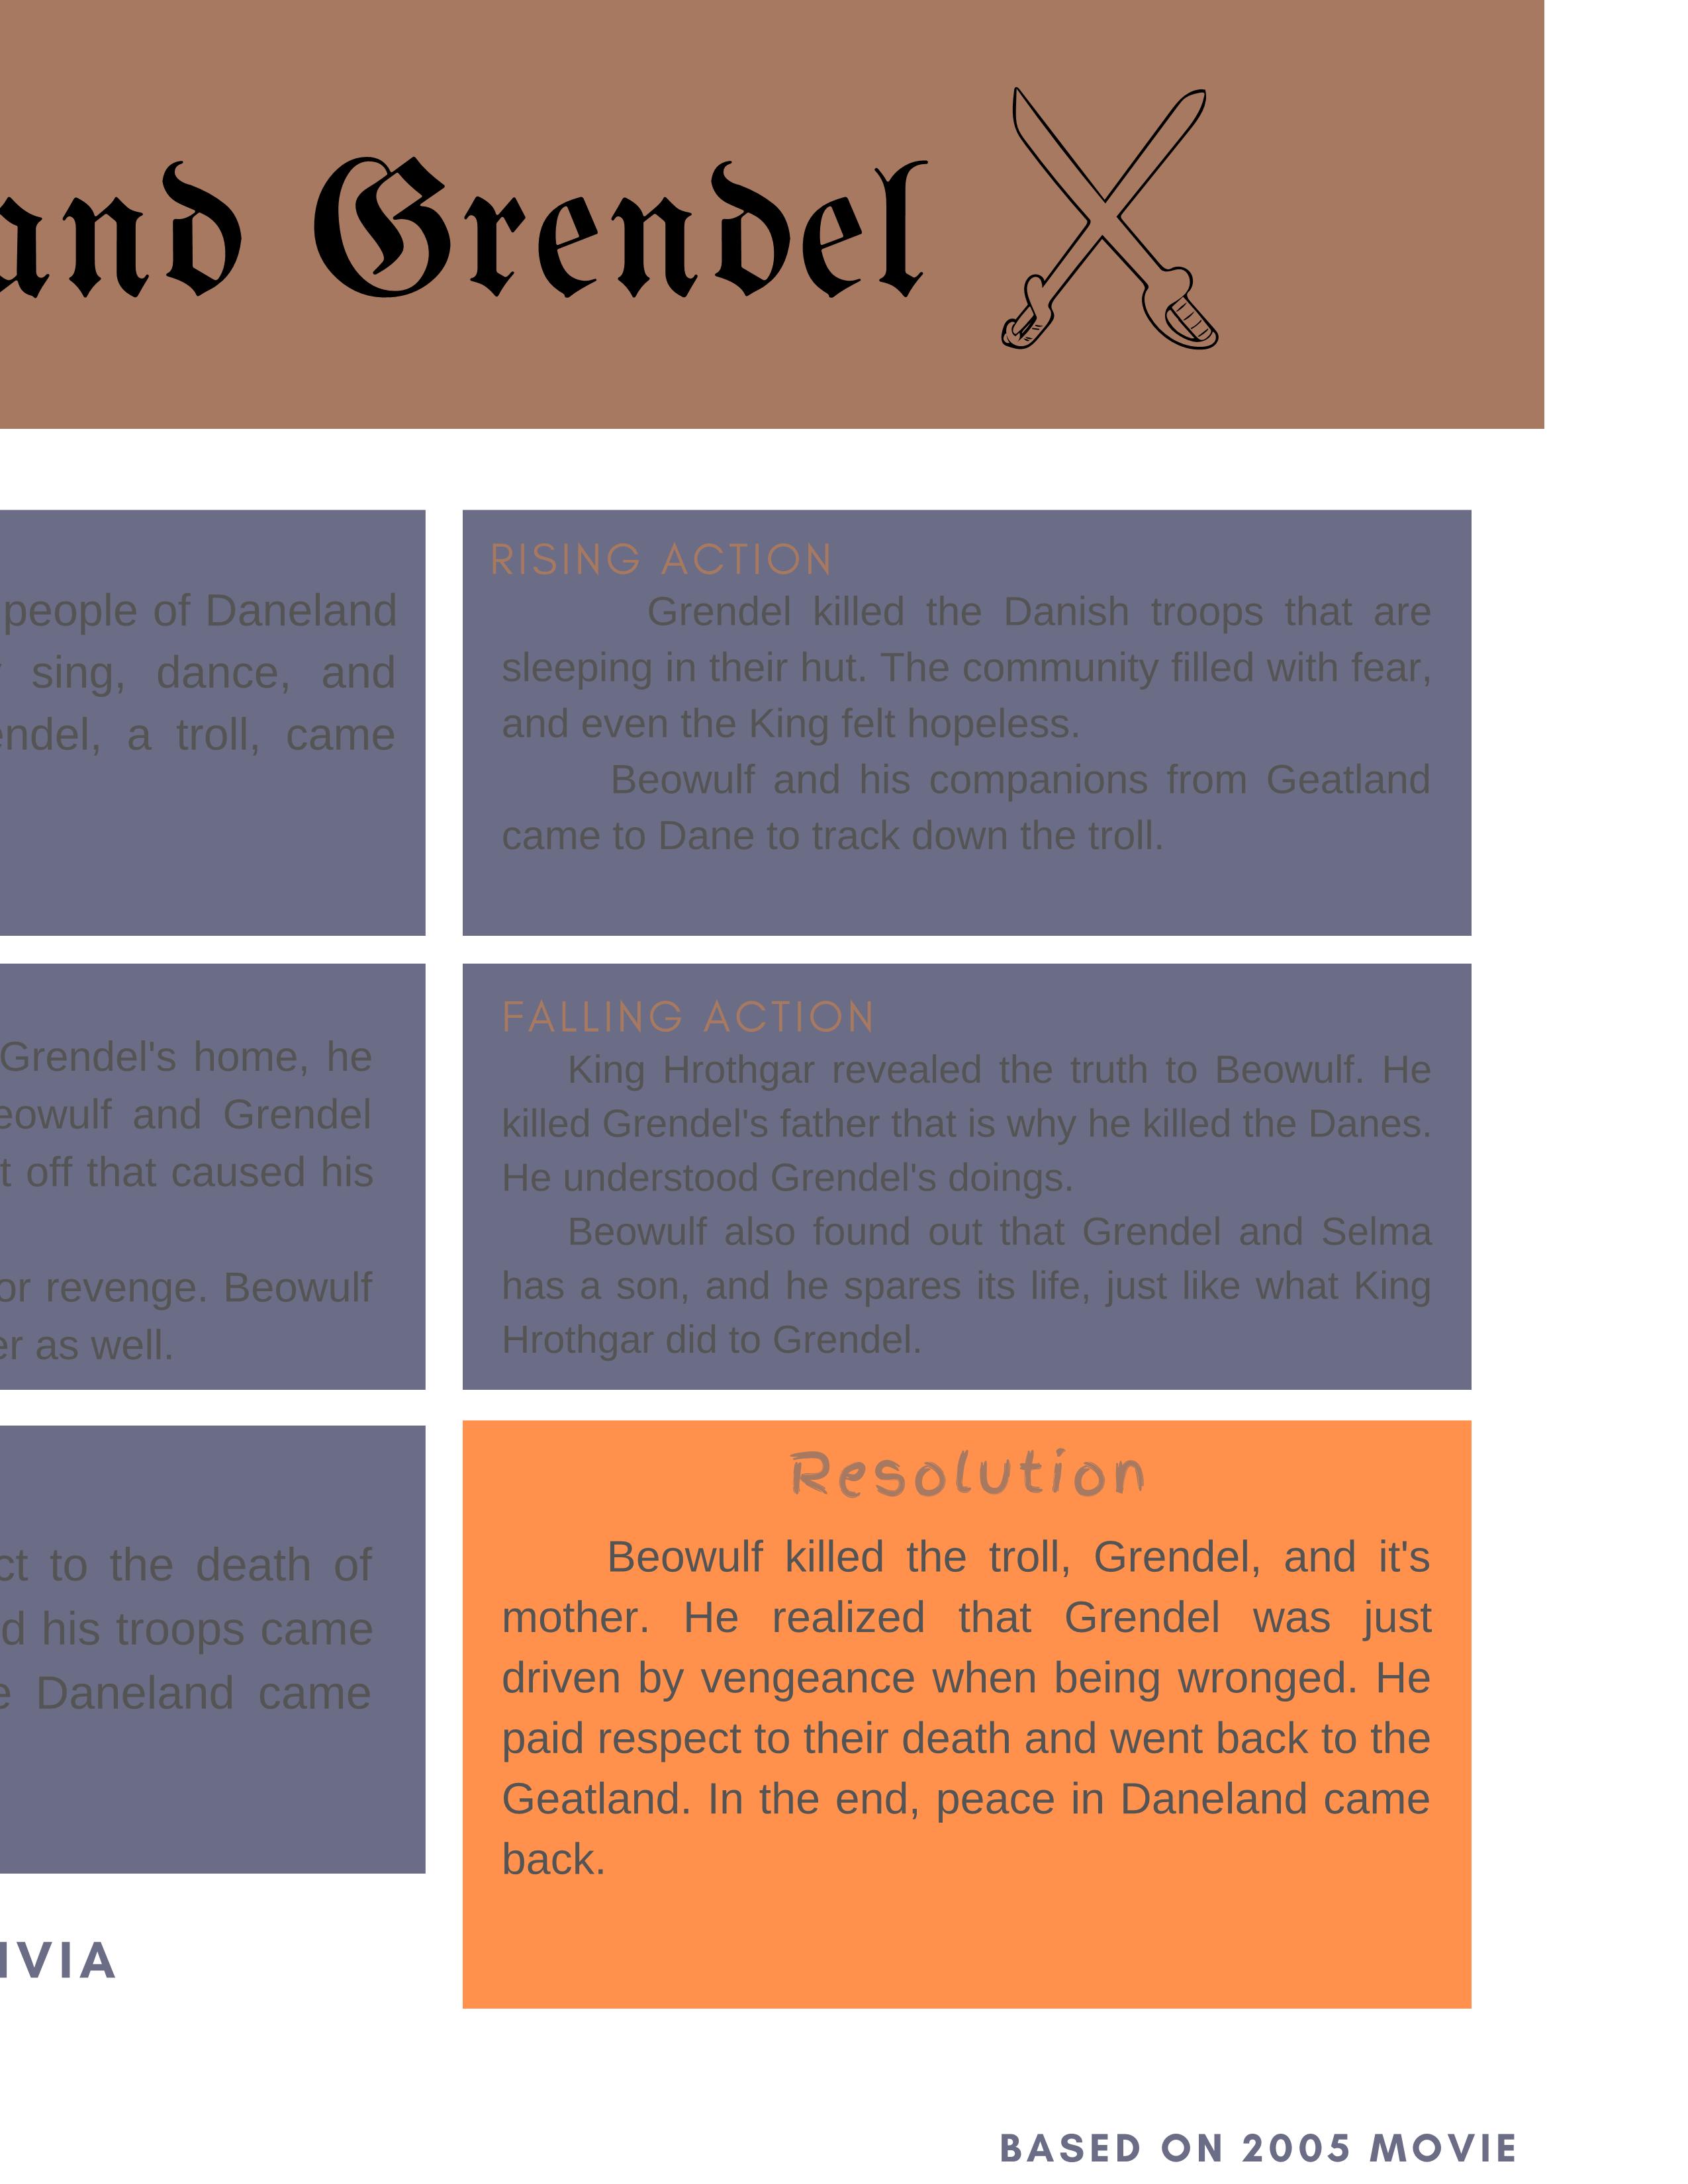 and Grendel
people of Daneland
sing, dance, and
a troll, came
RISING ACTION
Grendel killed the Danish troops that are
sleeping in their hut. The community filled with fear,
and even the King felt hopeless.
Beowulf and his companions from Geatland
came to Dane to track down the troll.
Grendel's home, he
and Grendel
off that caused his
revenge. Beowulf
as well.
FALLING ACTION
King Hrothgar revealed the truth to Beowulf. He
killed Grendel's father that is why he killed the Danes.
He understood Grendel's doings.
Beowulf also found out that Grendel and Selma
has a son, and he spares its life, just like what King
Hrothgar did to Grendel.
to the death of
his troops came
Daneland came
Resolution
Beowulf killed the troll, Grendel, and it's
mother. He realized that Grendel was just
driven by vengeance when being wronged. He
paid respect to their death and went back to the
Geatland. In the end, peace in Daneland came
back.
BASED ON 2005 MOVIE